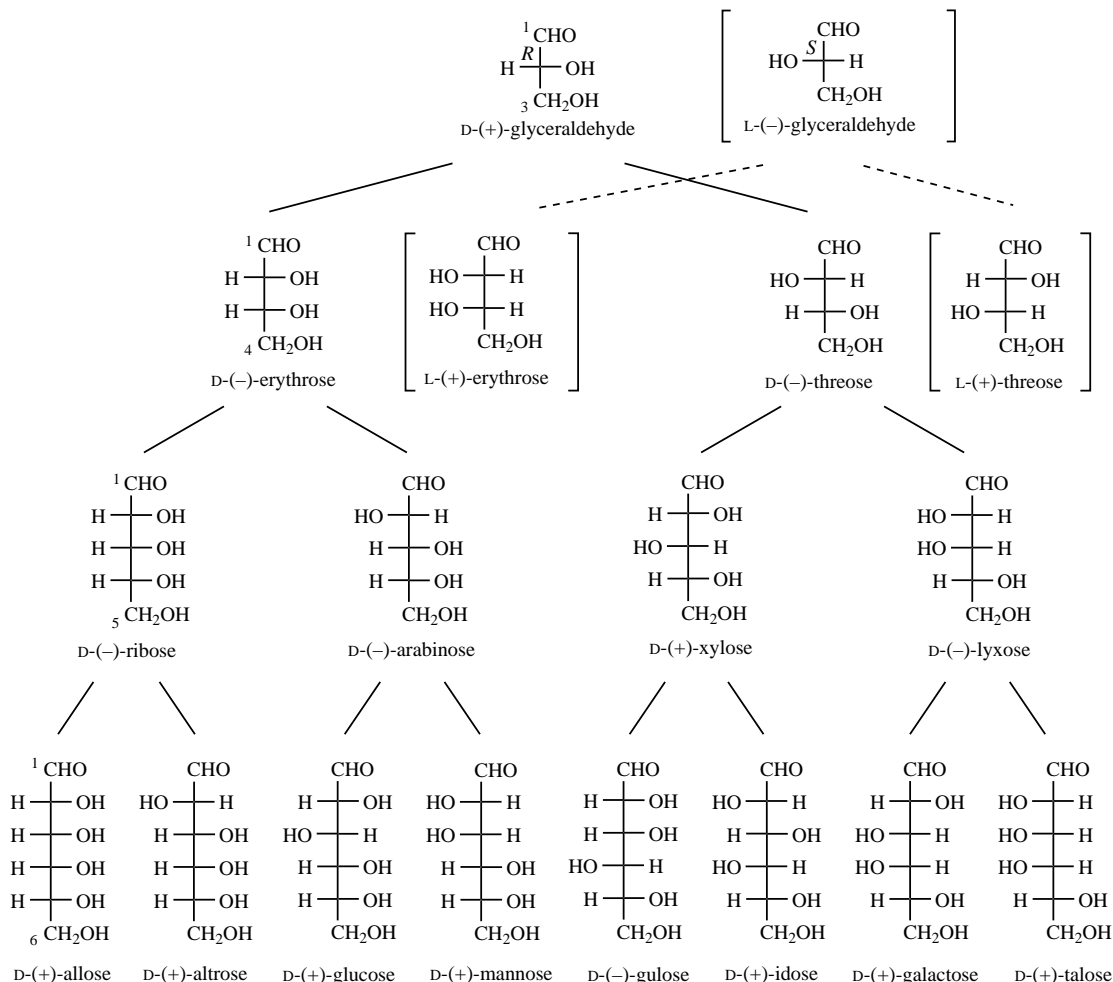 1 CHO
R
H OH
3 CH2OH
D-(+)-glyceraldehyde
CHO
S
HO H
CH2OH
L-(–)-glyceraldehyde
1 CHO
H OH
H OH
4 CH2OH
D-(–)-erythrose
CHO
HO H
HO H
CH2OH
L-(+)-erythrose
CHO
HO H
H OH
CH2OH
D-(–)-threose
CHO
H OH
HO H
CH2OH
L-(+)-threose
1 CHO
H OH
H OH
H OH
5 CH2OH
D-(–)-ribose
CHO
HO H
H OH
H OH
CH2OH
D-(–)-arabinose
CHO
H OH
HO H
H OH
CH2OH
D-(+)-xylose
CHO
HO H
HO H
H OH
CH2OH
D-(–)-lyxose
1 CHO
H OH
H OH
H OH
H OH
6 CH2OH
D-(+)-allose
CHO
HO H
H OH
H OH
H OH
CH2OH
D-(+)-altrose
CHO
H OH
HO H
H OH
H OH
CH2OH
D-(+)-glucose
CHO
HO H
HO H
H OH
H OH
CH2OH
D-(+)-mannose
CHO
H OH
H OH
HO H
H OH
CH2OH
D-(–)-gulose
CHO
HO H
H OH
HO H
H OH
CH2OH
D-(+)-idose
CHO
H OH
HO H
HO H
H OH
CH2OH
D-(+)-galactose
CHO
HO H
HO H
HO H
H OH
CH2OH
D-(+)-talose